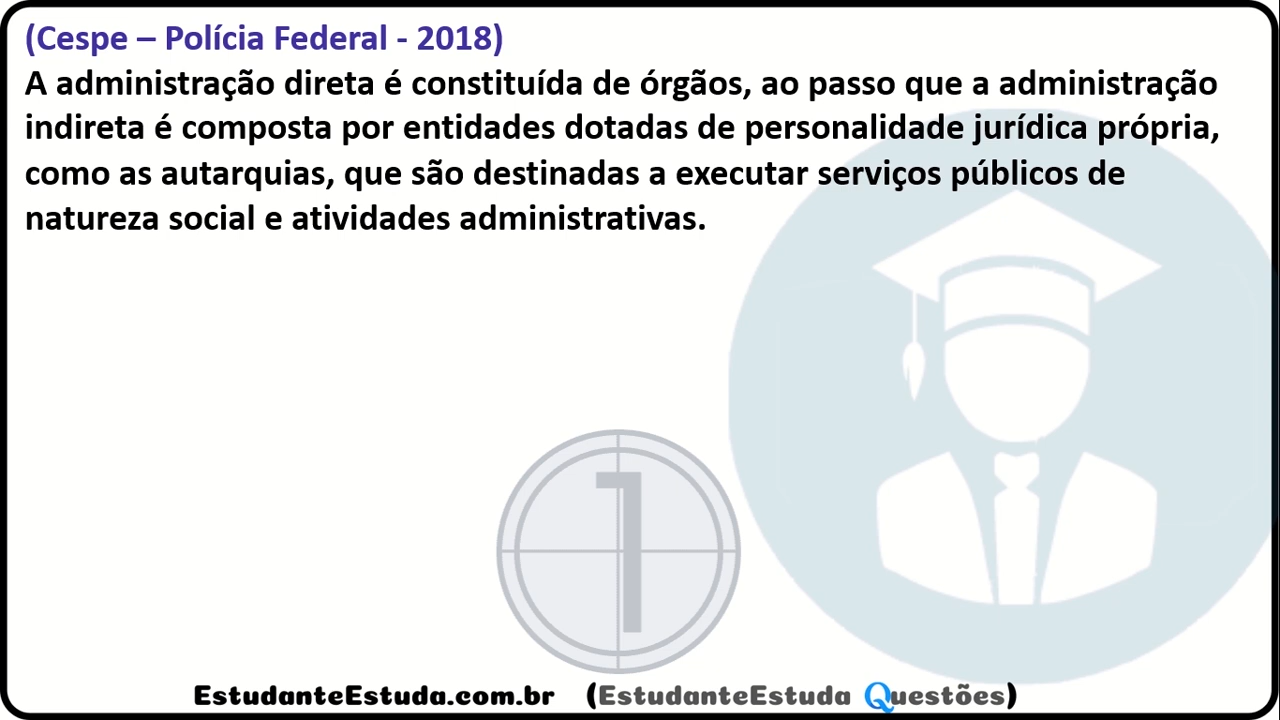 (Cespe – Polícia Federal - 2018)
A administração direta é constituída de órgãos, ao passo que a administração
indireta é composta por entidades dotadas de personalidade jurídica própria,
como as autarquias, que são destinadas a executar serviços públicos de
natureza social e atividades administrativas.
1
EstudanteEstuda.com.br (EstudanteEstuda Questões)